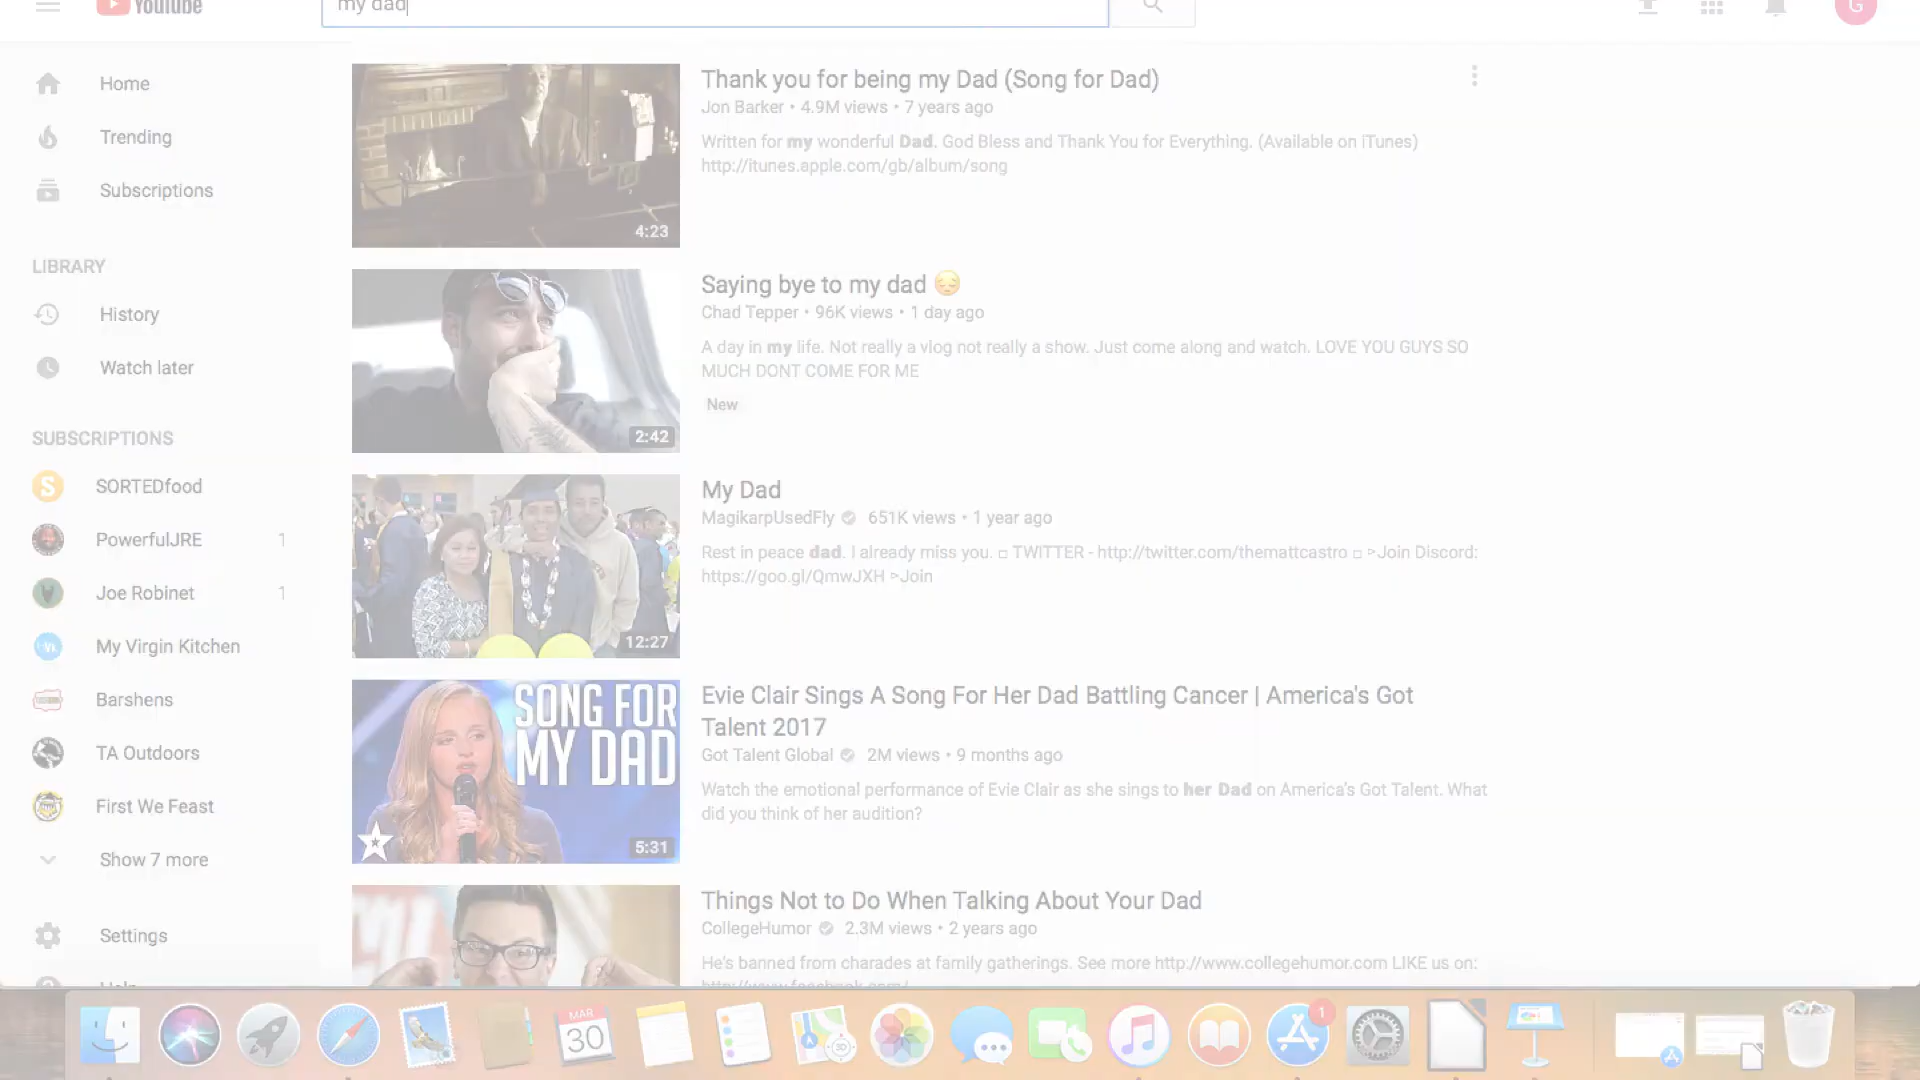 YouTube
my dad
G
Home
Trending
Subscriptions
LIBRARY
History
Watch later
SUBSCRIPTIONS
S SORTEDfood
PowerfulJRE 1
Joe Robinet 1
My Virgin Kitchen
Barshens
TA Outdoors
First We Feast
Show 7 more
Settings
Help
4:23
Thank you for being my Dad (Song for Dad)
Jon Barker • 4.9M views • 7 years ago
Written for my wonderful Dad. God Bless and Thank You for Everything. (Available on iTunes)
http://itunes.apple.com/gb/album/song
2:42
Saying bye to my dad 😔
Chad Tepper • 96K views • 1 day ago
A day in my life. Not really a vlog not really a show. Just come along and watch. LOVE YOU GUYS SO
MUCH DONT COME FOR ME
New
12:27
My Dad
MagikarpUsedFly 651K views • 1 year ago
Rest in peace dad. I already miss you. □ TWITTER - http://twitter.com/themattcastro □ ⊳Join Discord:
https://goo.gl/QmwJXH ⊳Join
SONG FOR
MY DAD
5:31
Evie Clair Sings A Song For Her Dad Battling Cancer | America's Got
Talent 2017
Got Talent Global 2M views • 9 months ago
Watch the emotional performance of Evie Clair as she sings to her Dad on America's Got Talent. What
did you think of her audition?
Things Not to Do When Talking About Your Dad
CollegeHumor 2.3M views • 2 years ago
He's banned from charades at family gatherings. See more http://www.collegehumor.com LIKE us on:
http://www.facebook.com/
MAR
30
3D
1